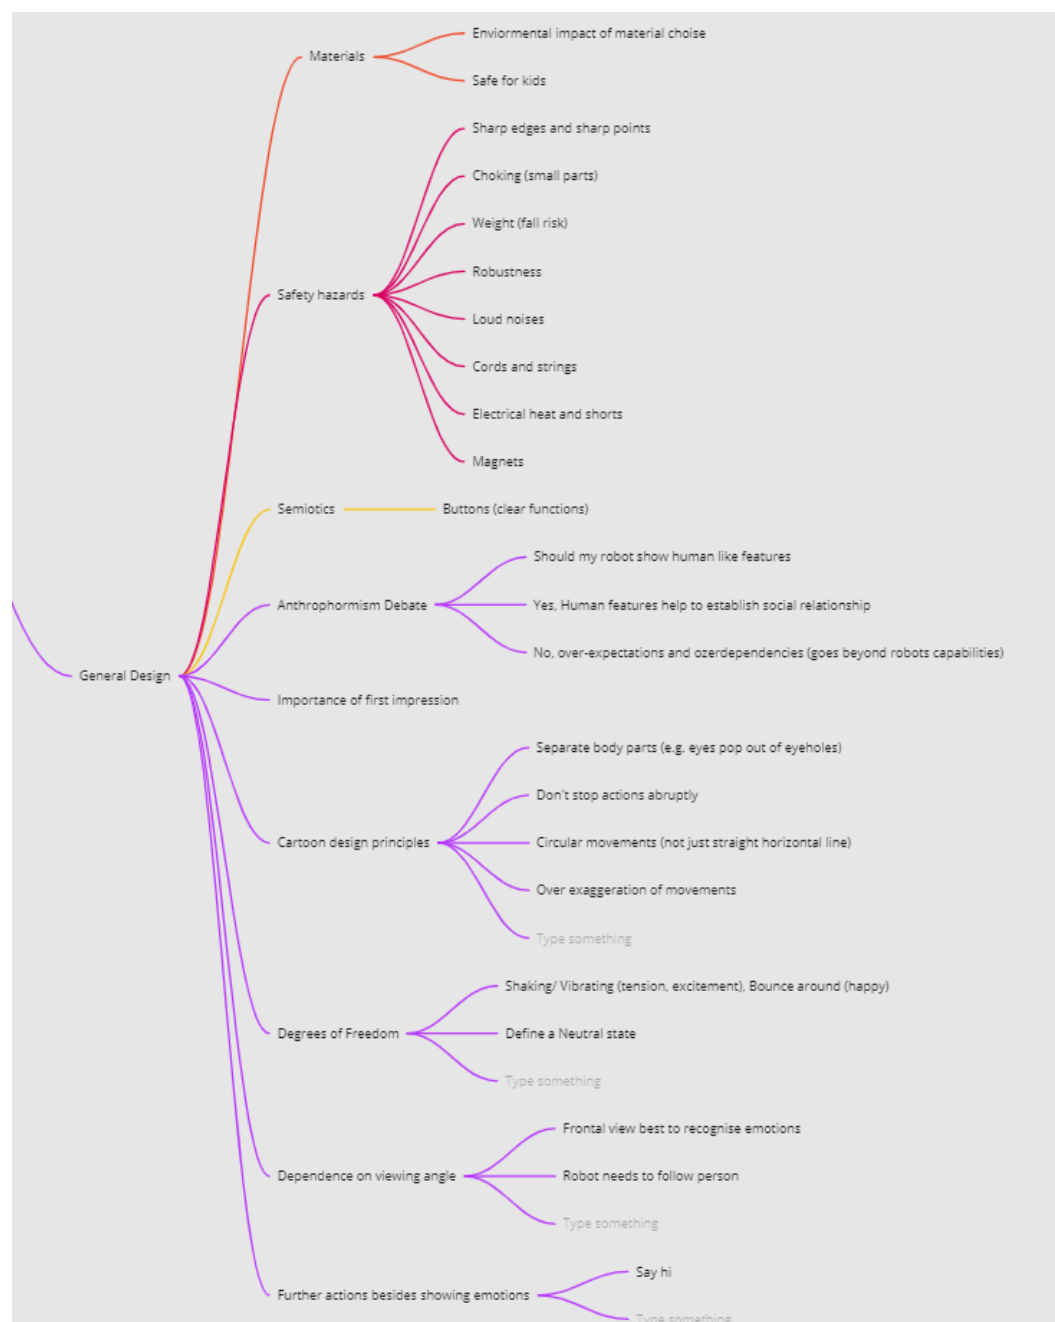 Enviormental impact of material choise
Materials
Safe for kids
Sharp edges and sharp points
Choking (small parts)
Weight (fall risk)
Robustness
Safety hazards
Loud noises
Cords and strings
Electrical heat and shorts
Magnets
Semiotics
Buttons (clear functions)
Should my robot show human like features
Anthrophormism Debate
Yes, Human features help to establish social relationship
No, over-expectations and ozerdependencies (goes beyond robots capabilities)
General Design
Importance of first impression
Separate body parts (e.g. eyes pop out of eyeholes)
Don't stop actions abruptly
Cartoon design principles
Circular movements (not just straight horizontal line)
Over exaggeration of movements
Type something
Shaking/ Vibrating (tension, excitement), Bounce around (happy)
Degrees of Freedom
Define a Neutral state
Type something
Frontal view best to recognise emotions
Dependence on viewing angle
Robot needs to follow person
Type something
Say hi
Further actions besides showing emotions
Type something